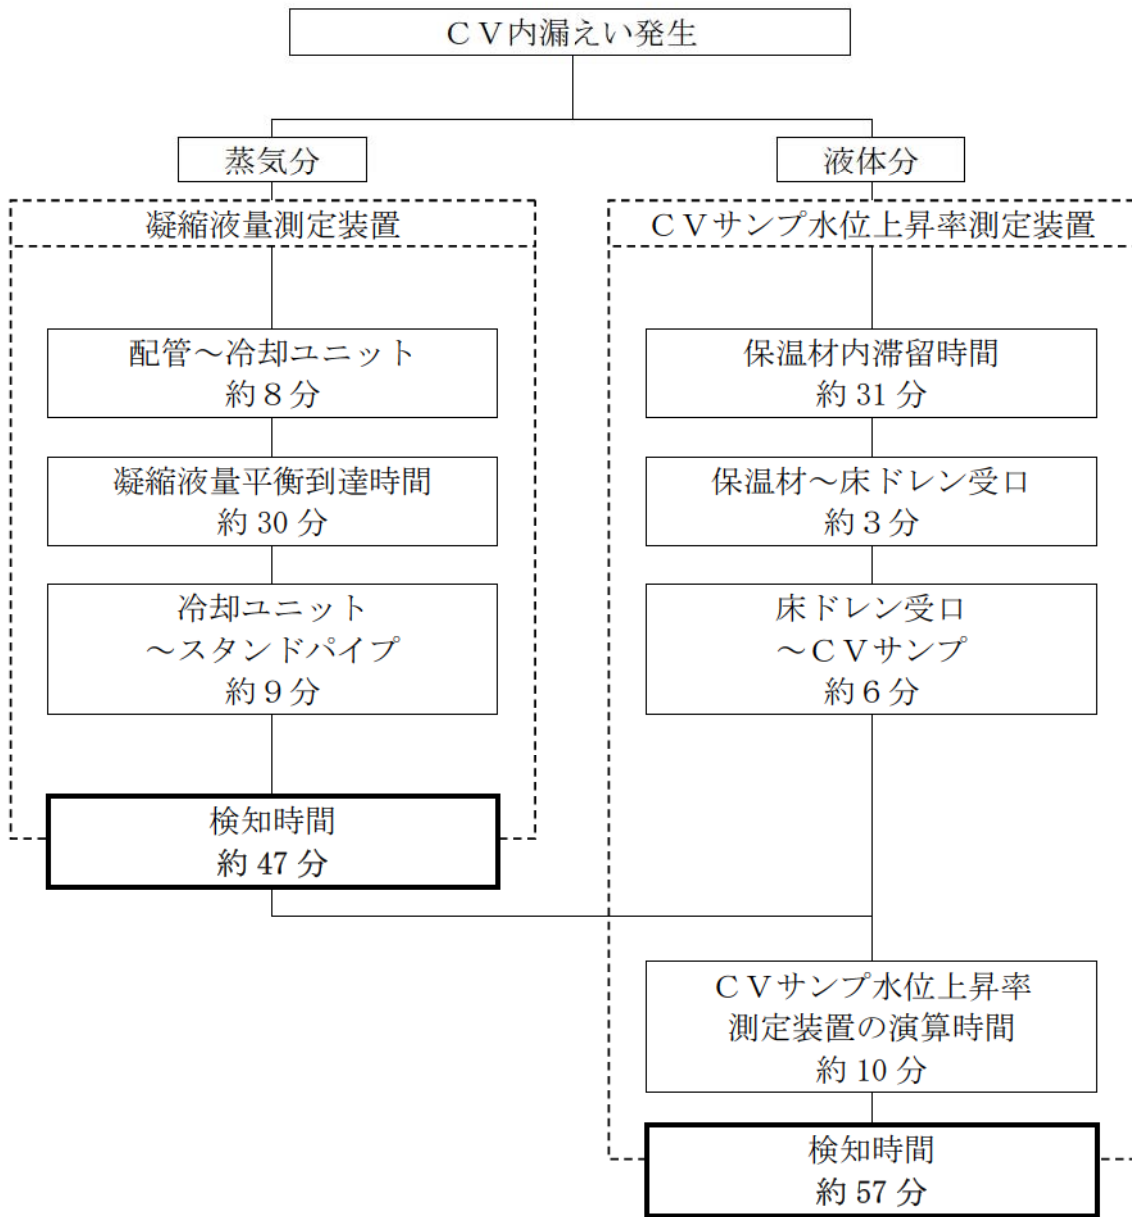 ＣＶ内漏えい発生
蒸気分
凝縮液量測定装置
配管～冷却ユニット
約８分
凝縮液量平衡到達時間
約 30 分
冷却ユニット
～スタンドパイプ
約９分
検知時間
約 47 分
液体分
ＣＶサンプ水位上昇率測定装置
保温材内滞留時間
約 31 分
保温材～床ドレン受口
約３分
床ドレン受口
～ＣＶサンプ
約６分
ＣＶサンプ水位上昇率
測定装置の演算時間
約 10 分
検知時間
約 57 分